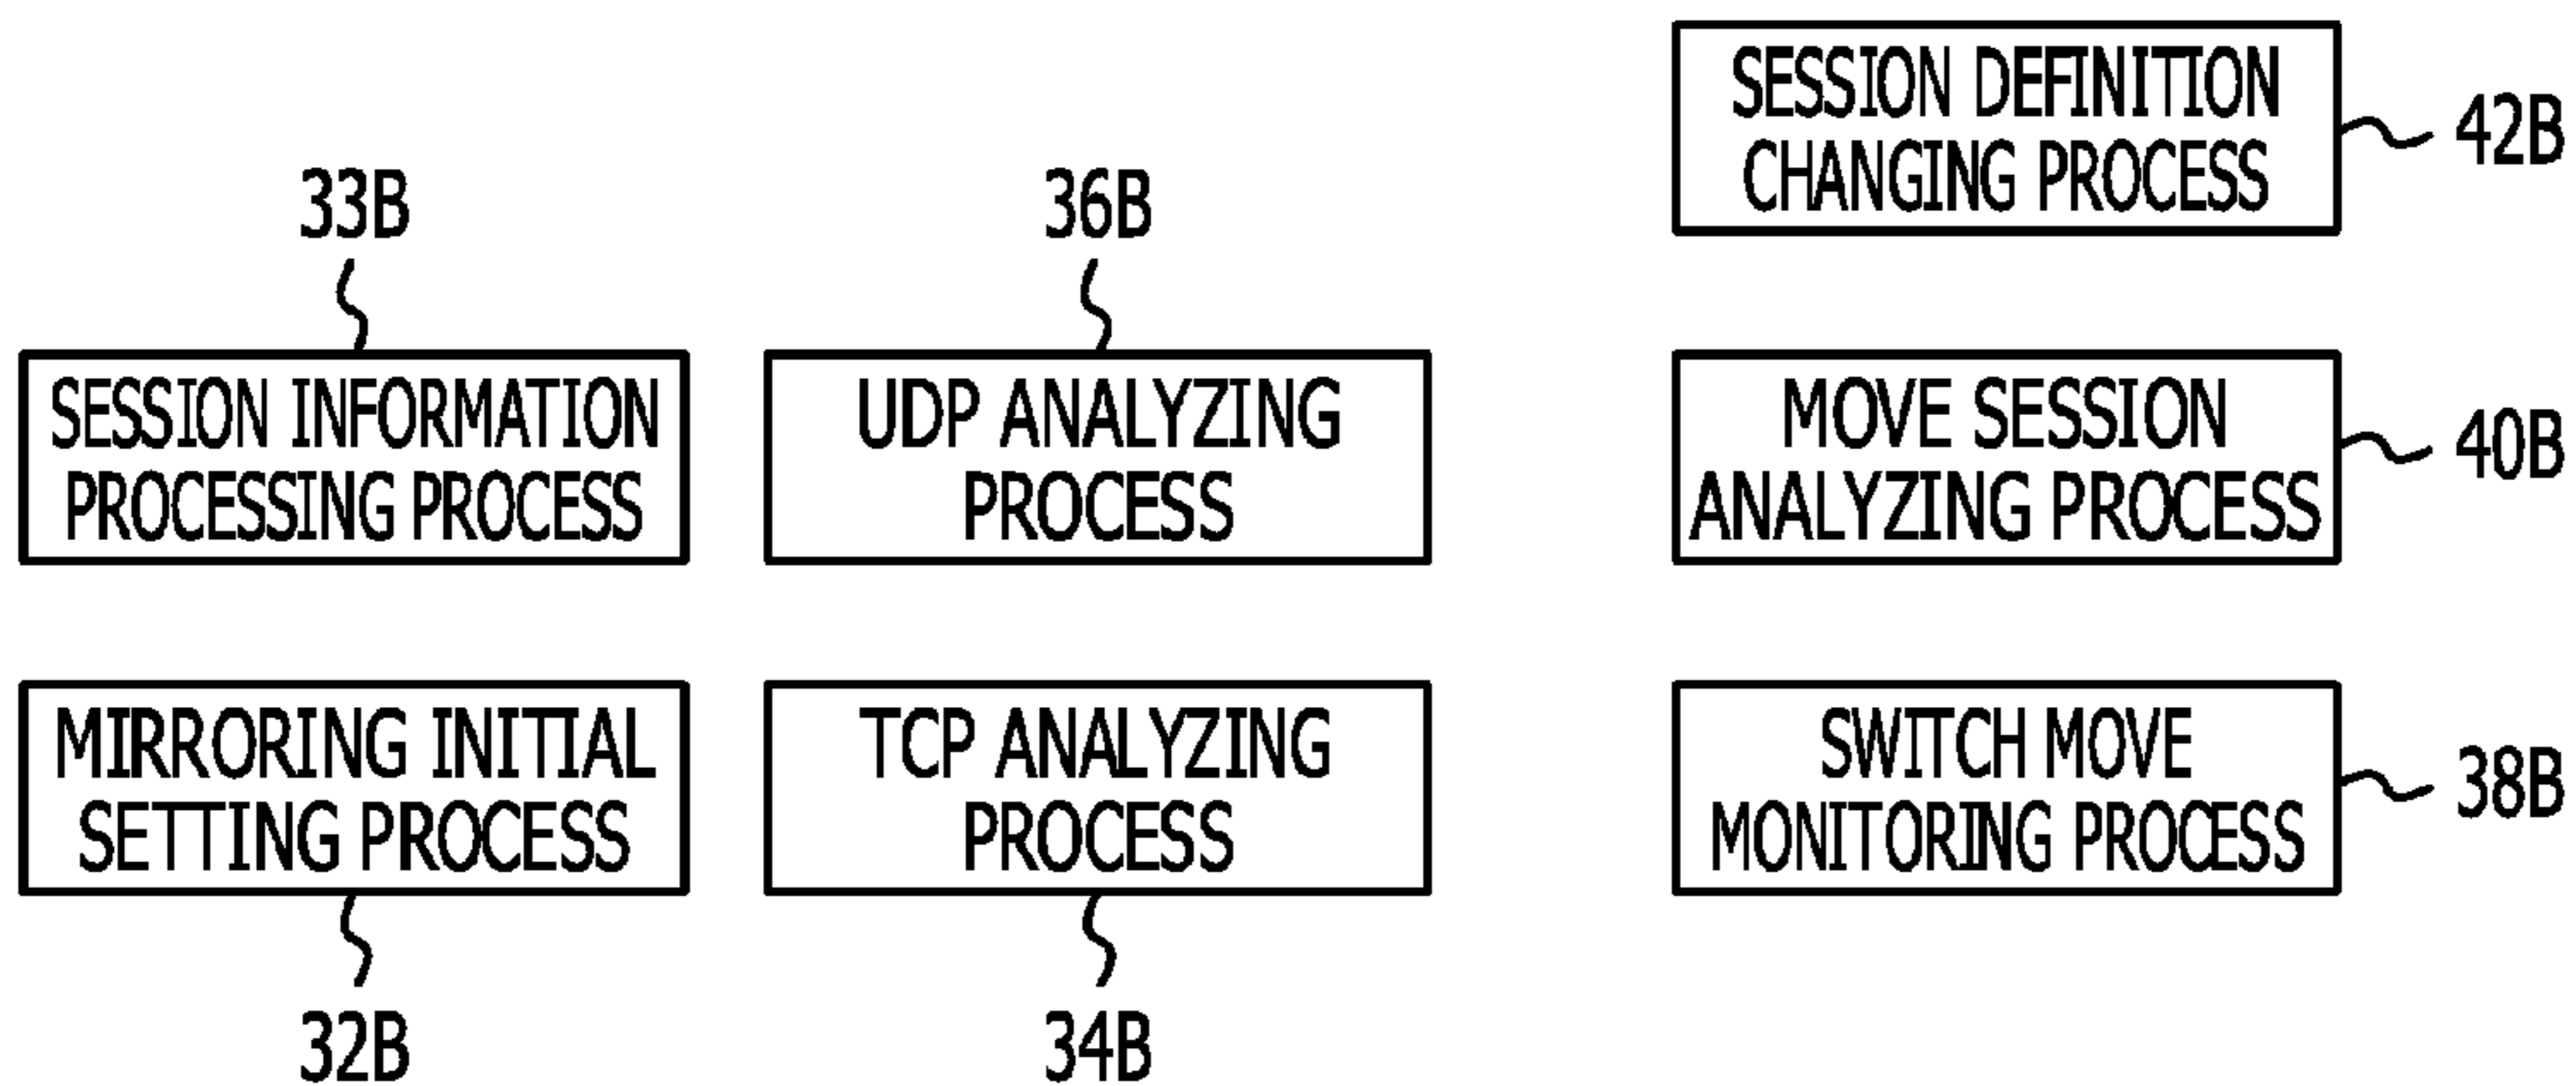 SESSION DEFINITION
CHANGING PROCESS
42B
33B
36B
SESSION INFORMATION
PROCESSING PROCESS
UDP ANALYZING
PROCESS
MOVE SESSION
ANALYZING PROCESS
40B
MIRRORING INITIAL
SETTING PROCESS
TCP ANALYZING
PROCESS
SWITCH MOVE
MONITORING PROCESS
38B
32B
34B